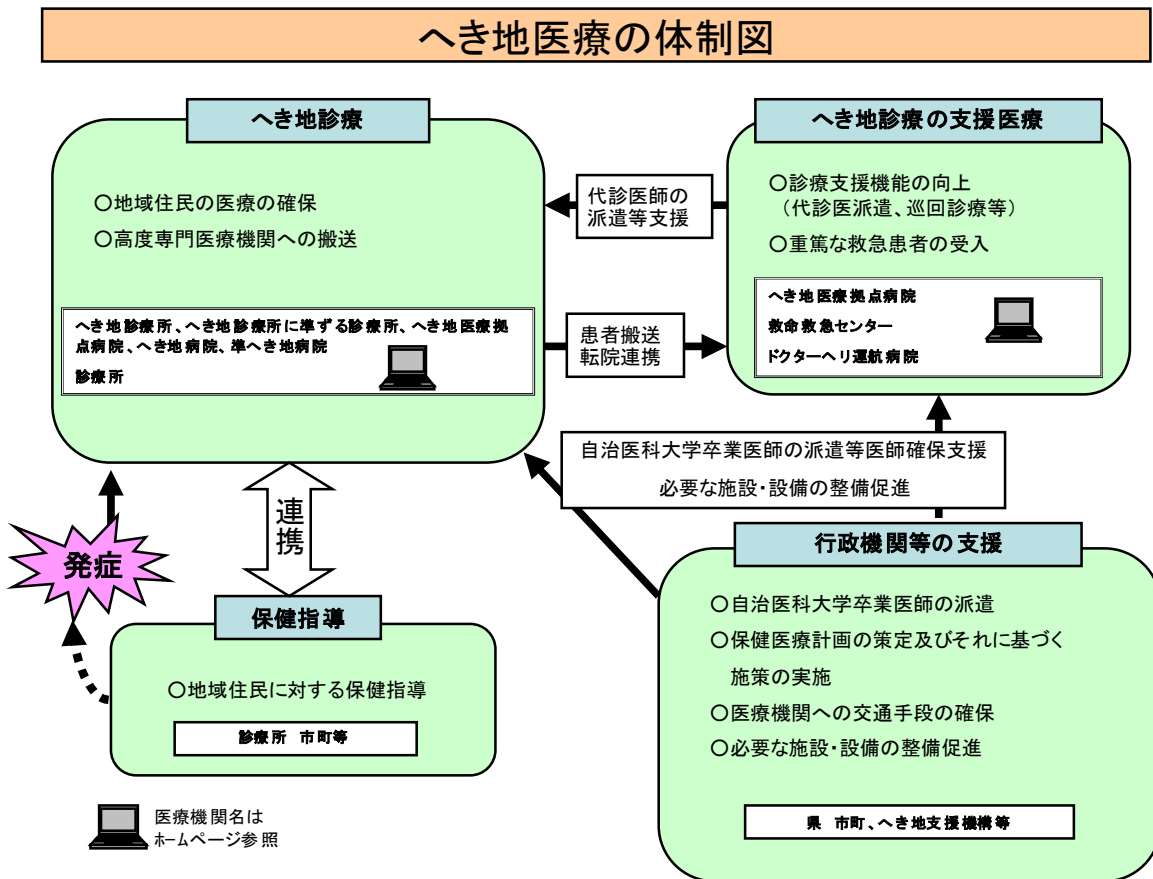 へき地医療の体制図
へき地診療
〇地域住民の医療の確保
〇高度専門医療機関への搬送
へき地診療所、へき地診療所に準ずる診療所、へき地医療拠
点病院、へき地病院、準へき地病院
診療所
代診医師の
派遣等支援
患者搬送
転院連携
へき地診療の支援医療
〇診療支援機能の向上
（代診医派遣、巡回診療等）
〇重篤な救急患者の受入
へき地医療拠点病院
救命救急センター
ドクターヘリ運航病院
自治医科大学卒業医師の派遣等医師確保支援
必要な施設・設備の整備促進
連携
発症
保健指導
〇地域住民に対する保健指導
診療所 市町等
行政機関等の支援
〇自治医科大学卒業医師の派遣
〇保健医療計画の策定及びそれに基づく
施策の実施
〇医療機関への交通手段の確保
〇必要な施設・設備の整備促進
県 市町、へき地支援機構等
医療機関名は
ホームページ参照